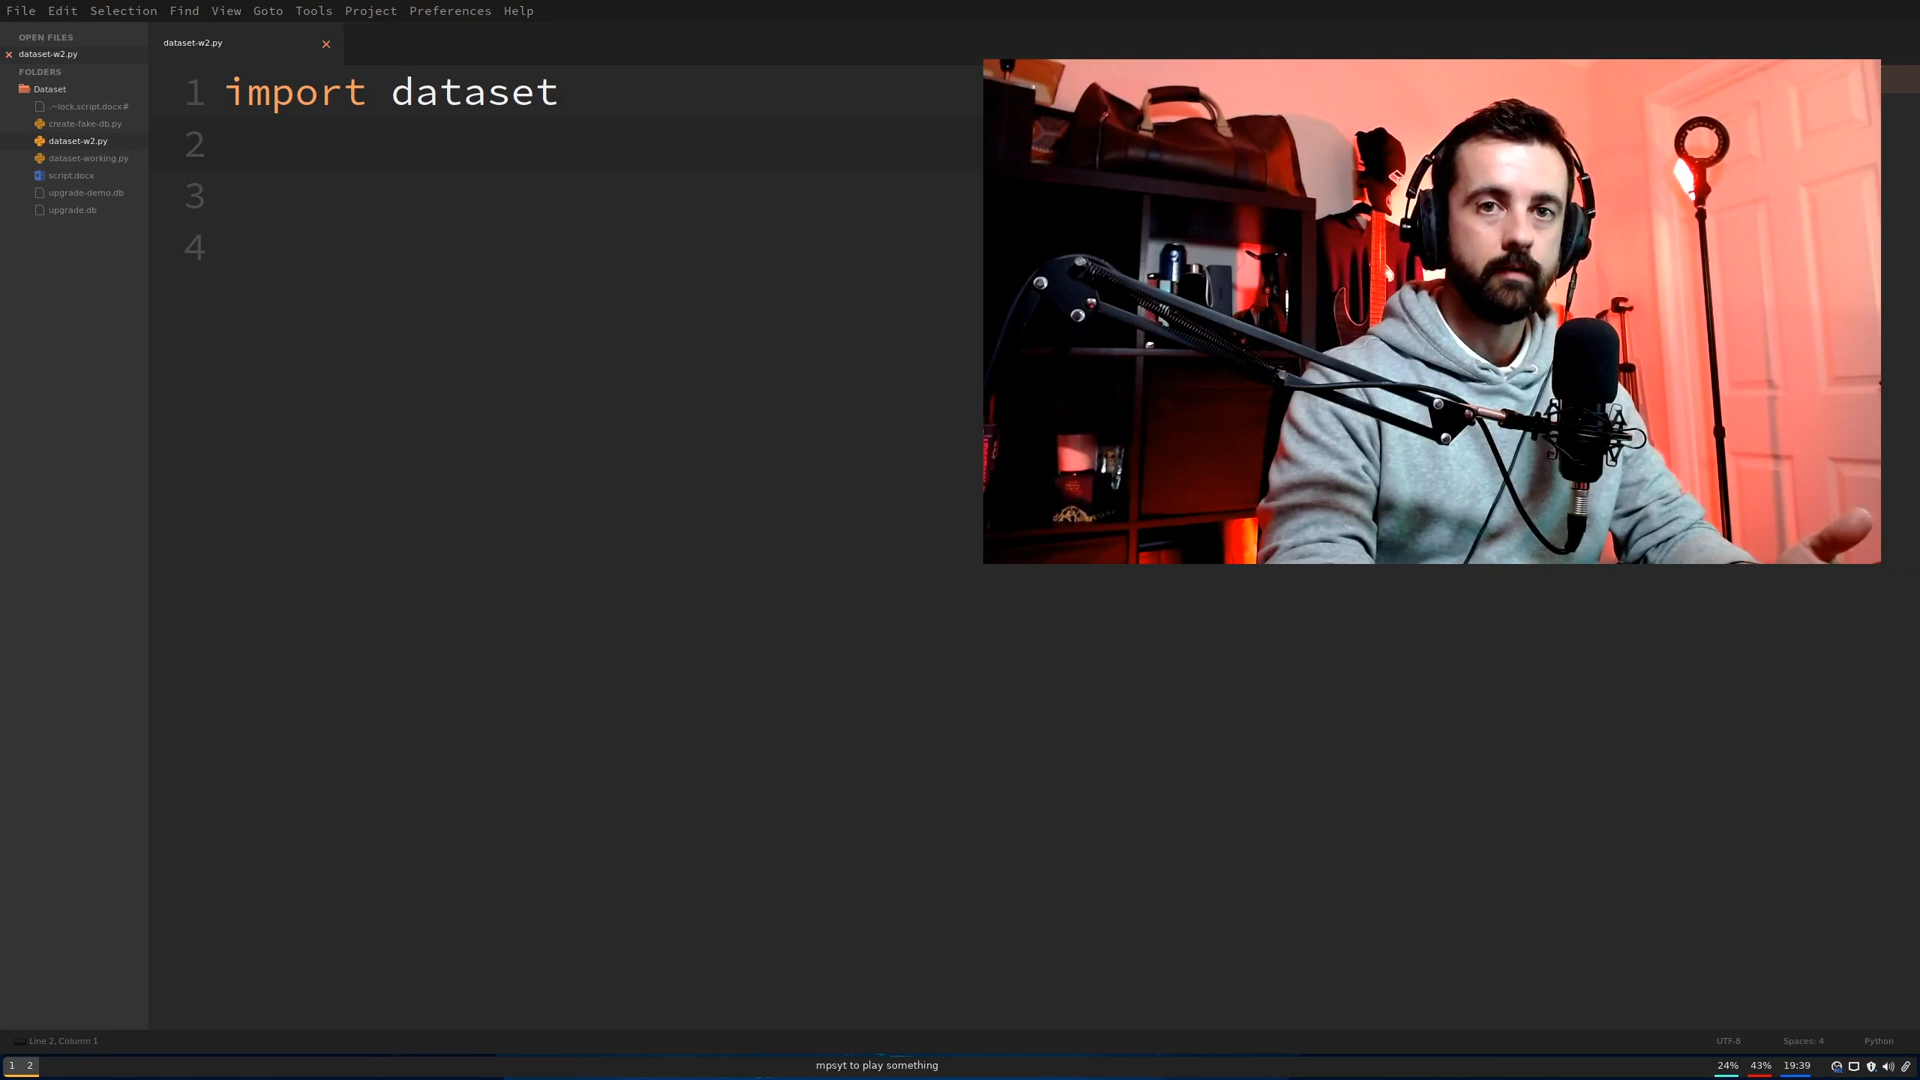 File Edit Selection Find View Goto Tools Project Preferences Help
OPEN FILES
dataset-w2.py
FOLDERS
Dataset
.~lock.script.docx#
create-fake-db.py
dataset-w2.py
dataset-working.py
script.docx
upgrade-demo.db
upgrade.db
dataset-w2.py
1 import dataset
2
3
4
Line 2, Column 1
UTF-8 Spaces: 4 Python
1 2 mpsyt to play something 24% 43% 19:39